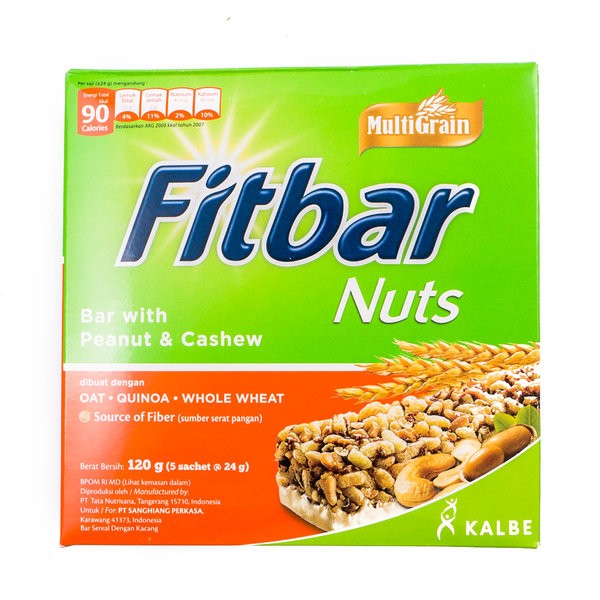 Per saji (±24 g) mengandung :
Energi Total
kkal
90
Calories
Lemak
Total
4%
Lemak
Jenuh
11%
Natrium
2%
Kalsium
10%
Berdasarkan AKG 2000 kkal tahun 2007
MultiGrain
Fitbar
Nuts
Bar with
Peanut & Cashew
dibuat dengan
OAT • QUINOA • WHOLE WHEAT
Source of Fiber (sumber serat pangan)
Berat Bersih: 120 g (5 sachet @ 24 g)
BPOM RI MD (Lihat kemasan dalam)
Diproduksi oleh / Manufactured by:
PT. Tata Nutrisana, Tangerang 15710, Indonesia
Untuk / For: PT SANGHIANG PERKASA,
Karawang 41373, Indonesia
Bar Sereal Dengan Kacang
KALBE